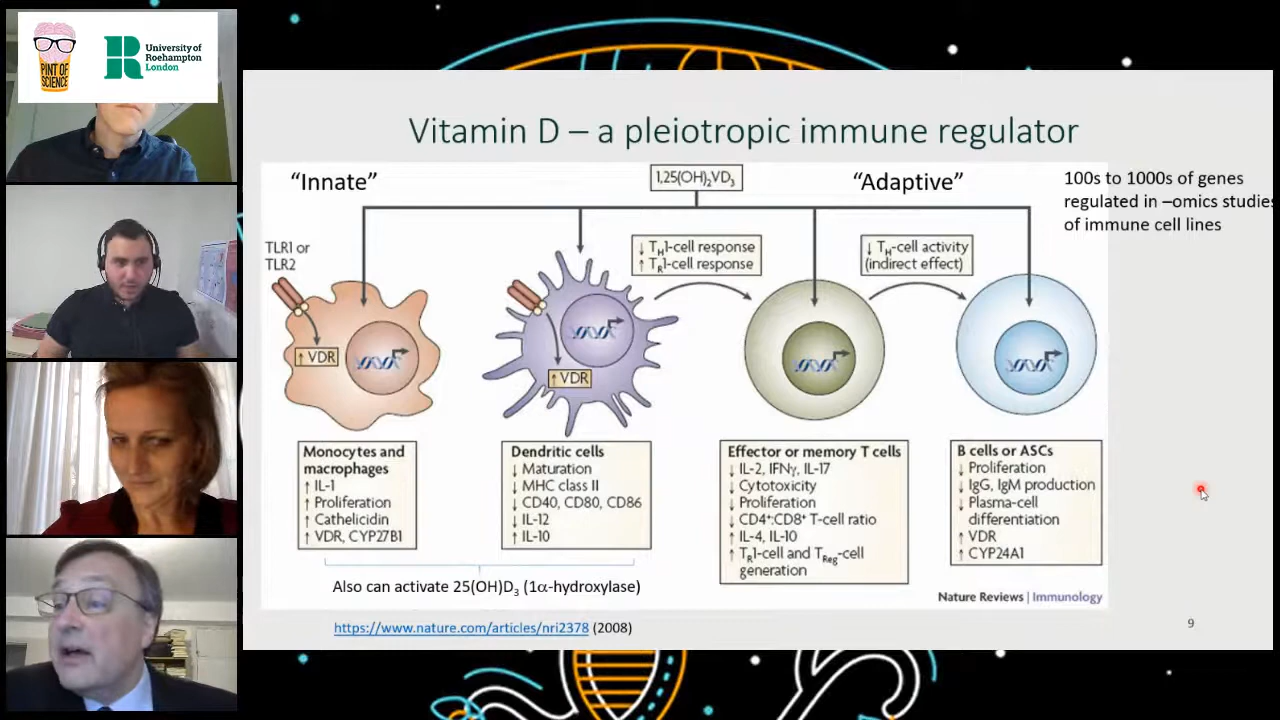 PINT OF
SCIENCE
University of
Roehampton
London
Vitamin D – a pleiotropic immune regulator
"Innate"
1,25(OH)₂VD₃
"Adaptive"
100s to 1000s of genes
regulated in –omics studies
of immune cell lines
TLR1 or
TLR2
↓ Tₕ1-cell response
↑ Tᵣ1-cell response
↓ Tₕ-cell activity
(indirect effect)
↑ VDR
↑ VDR
Monocytes and
macrophages
↑ IL-1
↑ Proliferation
↑ Cathelicidin
↑ VDR, CYP27B1
Dendritic cells
↓ Maturation
↓ MHC class II
↓ CD40, CD80, CD86
↓ IL-12
↑ IL-10
Effector or memory T cells
↓ IL-2, IFNγ, IL-17
↓ Cytotoxicity
↓ Proliferation
↓ CD4⁺:CD8⁺ T-cell ratio
↑ IL-4, IL-10
↑ Tᵣ1-cell and T_Reg-cell
generation
B cells or ASCs
↓ Proliferation
↓ IgG, IgM production
↓ Plasma-cell
differentiation
↑ VDR
↑ CYP24A1
Also can activate 25(OH)D₃ (1α-hydroxylase)
Nature Reviews | Immunology
https://www.nature.com/articles/nri2378 (2008)
9